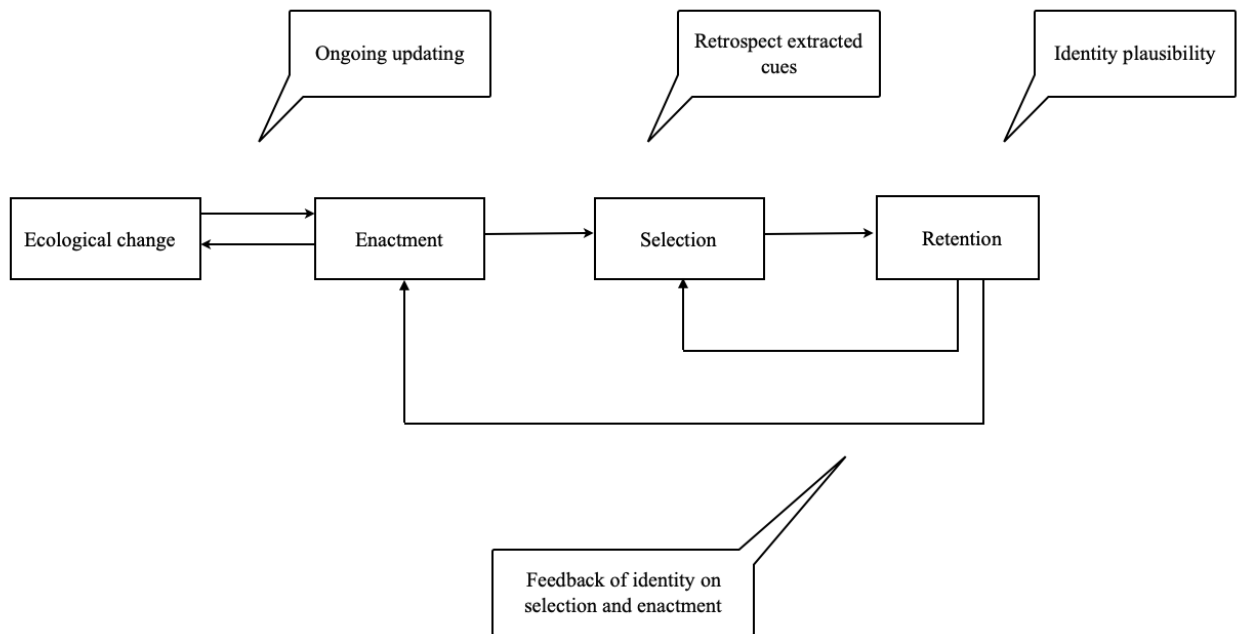 Ongoing updating
Retrospect extracted
cues
Identity plausibility
Ecological change
Enactment
Selection
Retention
Feedback of identity on
selection and enactment